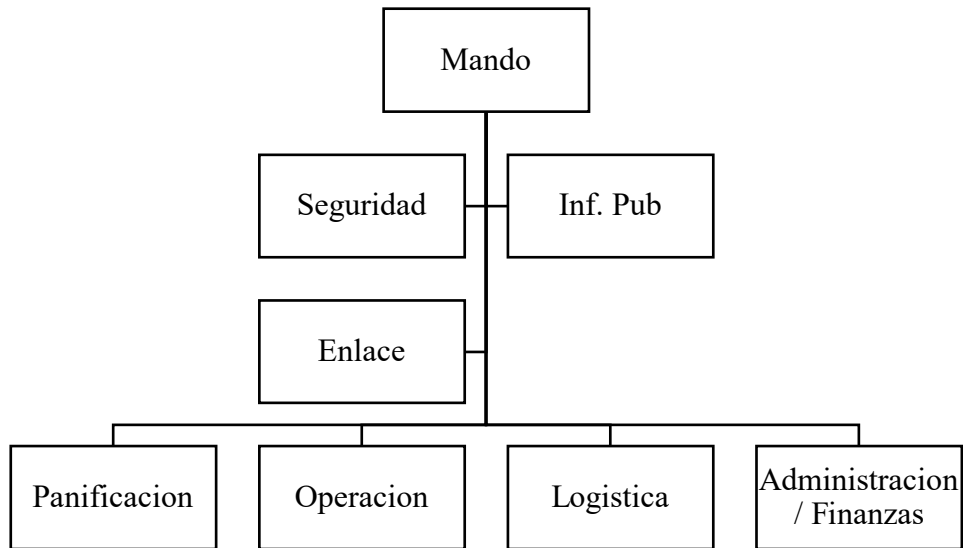 Mando
Seguridad
Inf. Pub
Enlace
Panificacion
Operacion
Logistica
Administracion
/ Finanzas